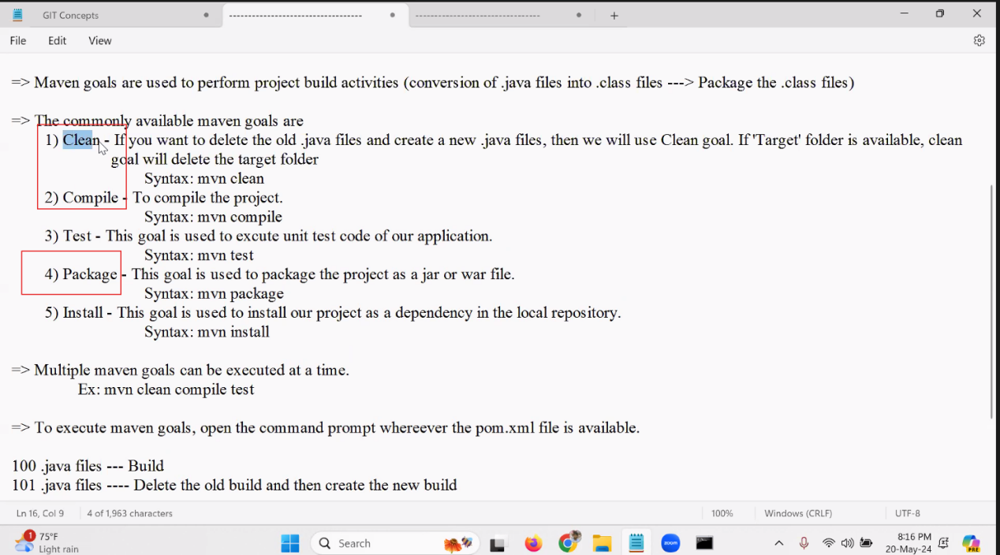 GIT Concepts
----------------------------------
--------------------------------
File Edit View
=> Maven goals are used to perform project build activities (conversion of .java files into .class files ---> Package the .class files)
=> The commonly available maven goals are
1) Clean - If you want to delete the old .java files and create a new .java files, then we will use Clean goal. If 'Target' folder is available, clean
goal will delete the target folder
Syntax: mvn clean
2) Compile - To compile the project.
Syntax: mvn compile
3) Test - This goal is used to excute unit test code of our application.
Syntax: mvn test
4) Package - This goal is used to package the project as a jar or war file.
Syntax: mvn package
5) Install - This goal is used to install our project as a dependency in the local repository.
Syntax: mvn install
=> Multiple maven goals can be executed at a time.
Ex: mvn clean compile test
=> To execute maven goals, open the command prompt whereever the pom.xml file is available.
100 .java files --- Build
101 .java files ---- Delete the old build and then create the new build
Ln 16, Col 9 4 of 1,963 characters 100% Windows (CRLF) UTF-8
1 75°F
Light rain
Search
zoom
8:16 PM
20-May-24
PRE